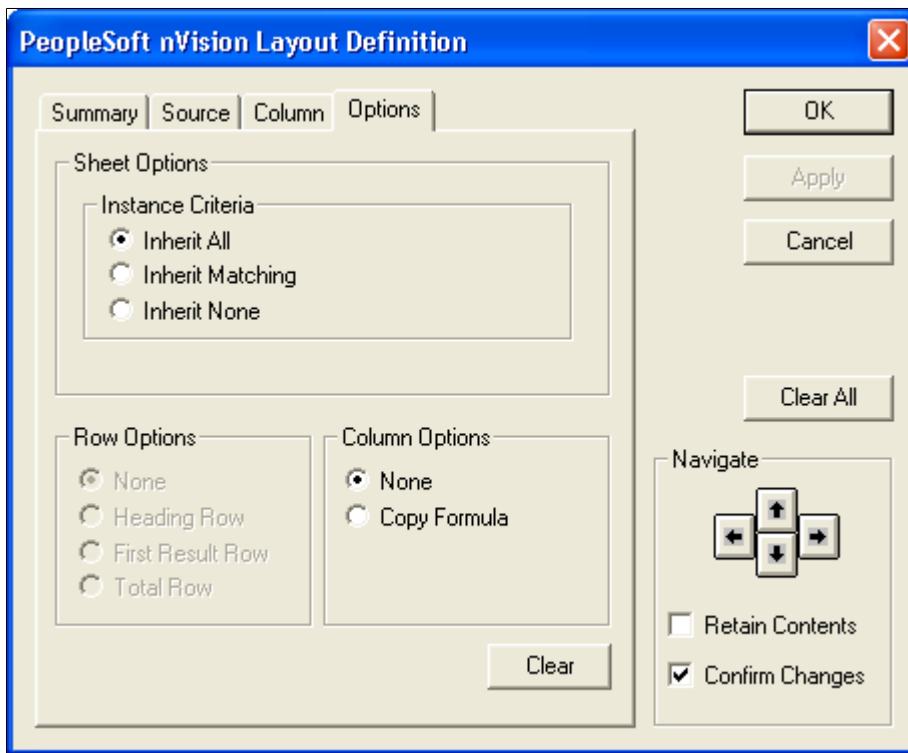 PeopleSoft nVision Layout Definition
Summary Source Column Options
Sheet Options
Instance Criteria
Inherit All
Inherit Matching
Inherit None
Row Options
None
Heading Row
First Result Row
Total Row
Column Options
None
Copy Formula
Clear
OK
Apply
Cancel
Clear All
Navigate
Retain Contents
Confirm Changes